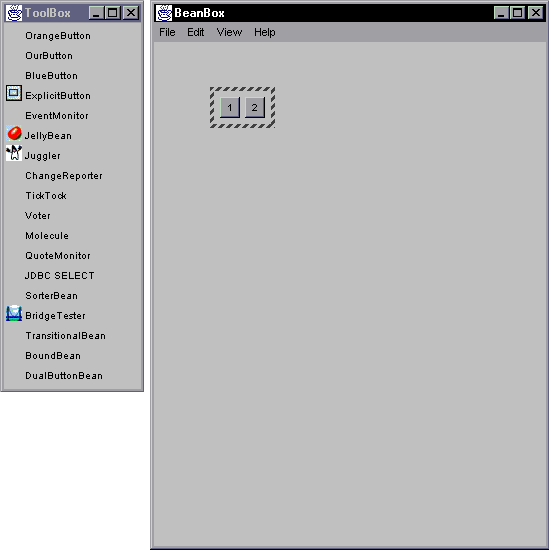 ToolBox
OrangeButton
OurButton
BlueButton
ExplicitButton
EventMonitor
JellyBean
Juggler
ChangeReporter
TickTock
Voter
Molecule
QuoteMonitor
JDBC SELECT
SorterBean
BridgeTester
TransitionalBean
BoundBean
DualButtonBean
BeanBox
File Edit View Help
1 2